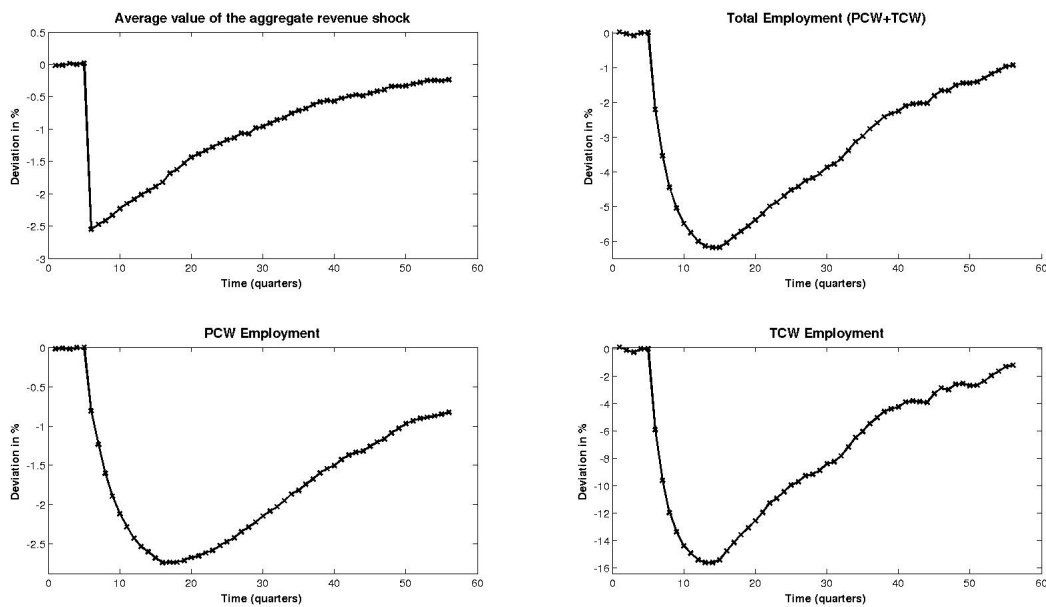 Average value of the aggregate revenue shock
0.5
0
-0.5
-1
-1.5
-2
-2.5
-3
Deviation in %
0 10 20 30 40 50 60
Time (quarters)
Total Employment (PCW+TCW)
0
-1
-2
-3
-4
-5
-6
Deviation in %
0 10 20 30 40 50 60
Time (quarters)
PCW Employment
0
-0.5
-1
-1.5
-2
-2.5
Deviation in %
0 10 20 30 40 50 60
Time (quarters)
TCW Employment
0
-2
-4
-6
-8
-10
-12
-14
-16
Deviation in %
0 10 20 30 40 50 60
Time (quarters)